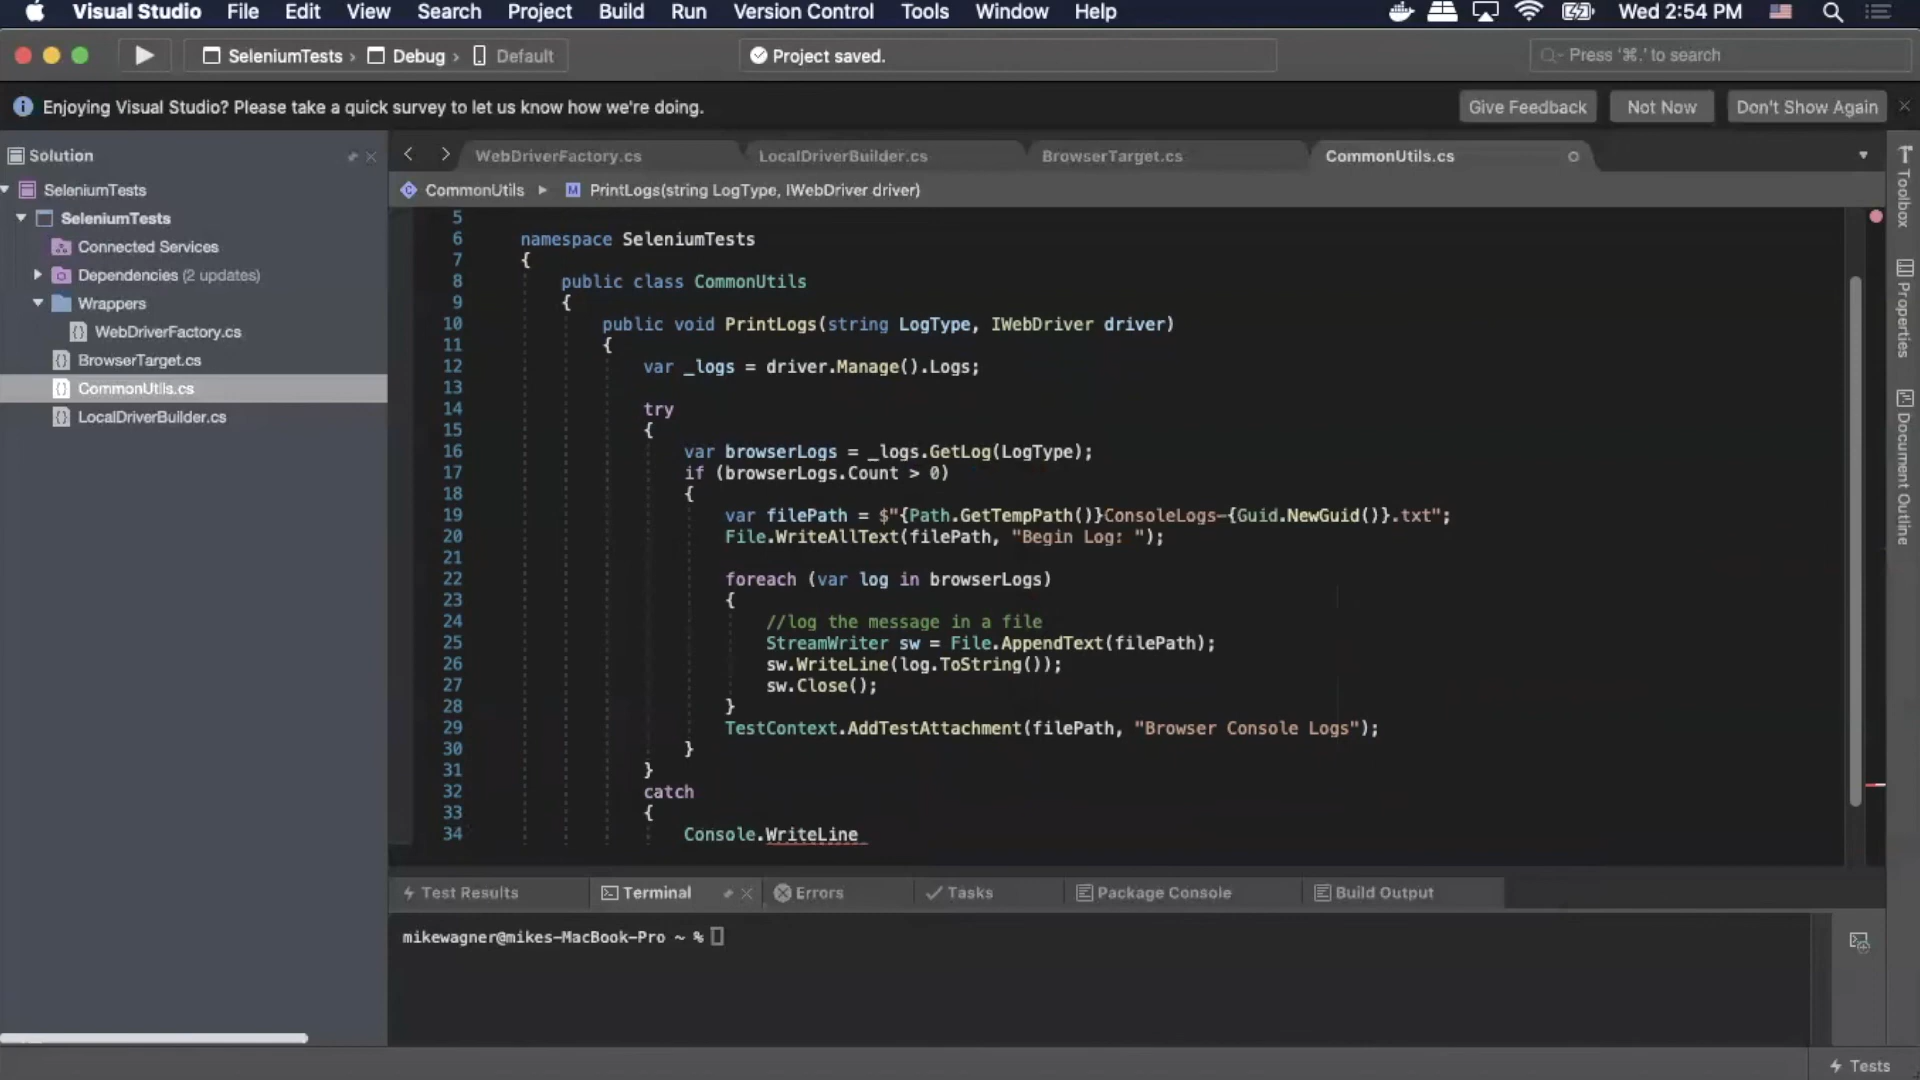 Visual Studio File Edit View Search Project Build Run Version Control Tools Window Help Wed 2:54 PM
SeleniumTests › Debug › Default
Project saved.
Press '⌘.' to search
Enjoying Visual Studio? Please take a quick survey to let us know how we're doing.
Give Feedback Not Now Don't Show Again
Solution
SeleniumTests
SeleniumTests
Connected Services
Dependencies (2 updates)
Wrappers
WebDriverFactory.cs
BrowserTarget.cs
CommonUtils.cs
LocalDriverBuilder.cs
WebDriverFactory.cs LocalDriverBuilder.cs BrowserTarget.cs CommonUtils.cs
CommonUtils PrintLogs(string LogType, IWebDriver driver)
5
6 namespace SeleniumTests
7 {
8 public class CommonUtils
9 {
10 public void PrintLogs(string LogType, IWebDriver driver)
11 {
12 var _logs = driver.Manage().Logs;
13
14 try
15 {
16 var browserLogs = _logs.GetLog(LogType);
17 if (browserLogs.Count > 0)
18 {
19 var filePath = $"{Path.GetTempPath()}ConsoleLogs-{Guid.NewGuid()}.txt";
20 File.WriteAllText(filePath, "Begin Log: ");
21
22 foreach (var log in browserLogs)
23 {
24 //log the message in a file
25 StreamWriter sw = File.AppendText(filePath);
26 sw.WriteLine(log.ToString());
27 sw.Close();
28 }
29 TestContext.AddTestAttachment(filePath, "Browser Console Logs");
30 }
31 }
32 catch
33 {
34 Console.WriteLine
Toolbox
Properties
Document Outline
Test Results Terminal Errors Tasks Package Console Build Output
mikewagner@mikes-MacBook-Pro ~ %
Tests